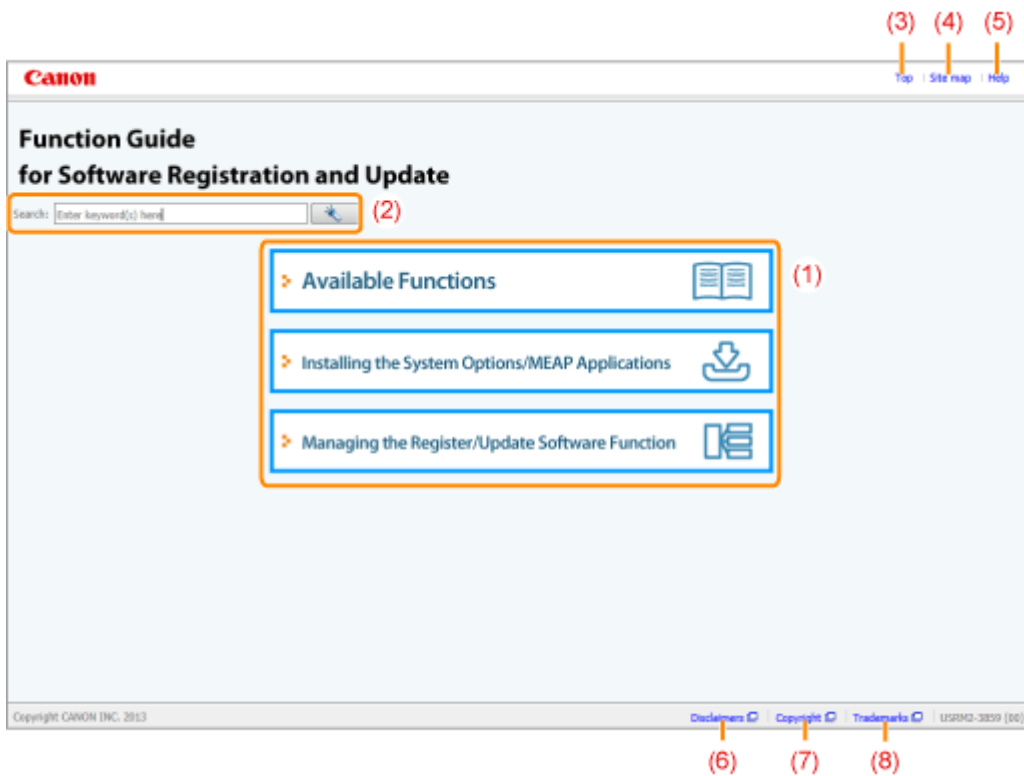 (3) (4) (5)
Canon
Top Site map Help
Function Guide
for Software Registration and Update
Search: Enter keyword(s) here (2)
(1)
Available Functions
Installing the System Options/MEAP Applications
Managing the Register/Update Software Function
Copyright CANON INC. 2013 Disclaimers Copyright Trademarks USRM2-3859 (00)
(6) (7) (8)